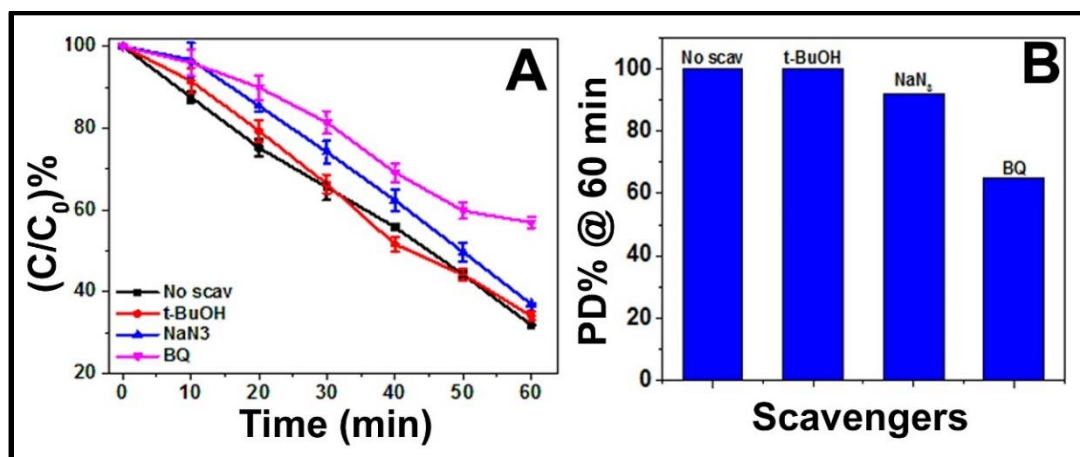 A
(C/C0)%
100
80
60
40
20
No scav
t-BuOH
NaN3
BQ
0 10 20 30 40 50 60
Time (min)
B
PD% @ 60 min
100
80
60
40
20
0
No scav
t-BuOH
NaN3
BQ
Scavengers